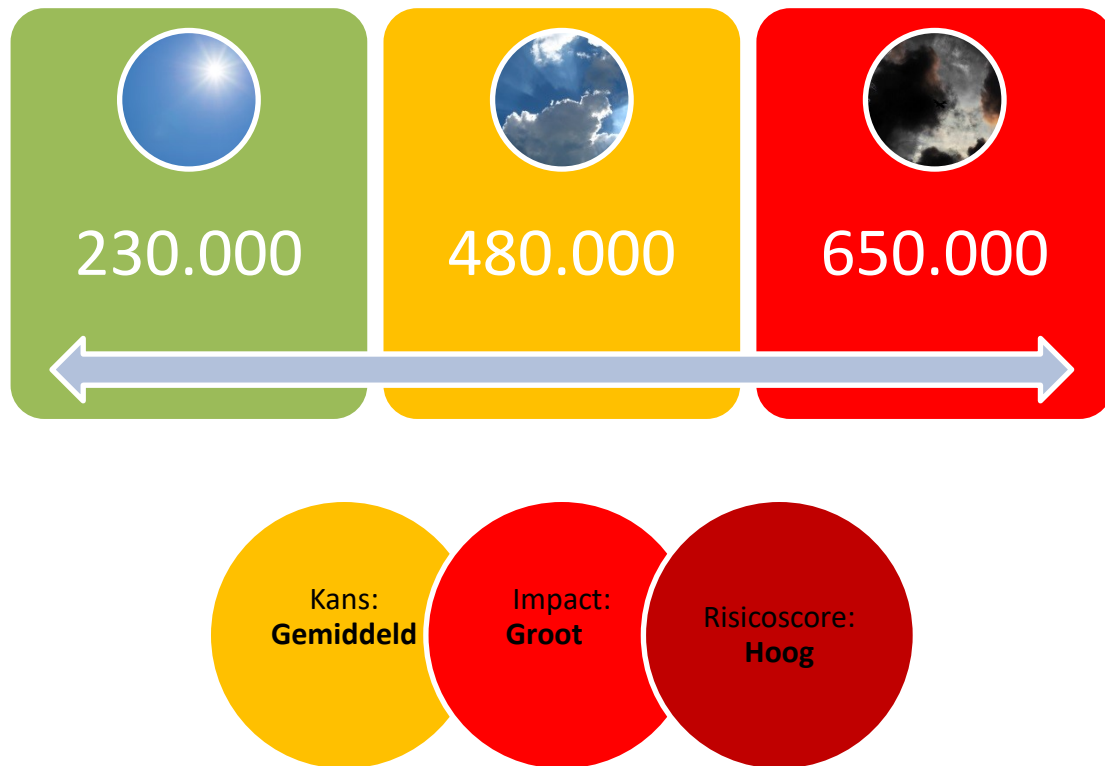 230.000
480.000
650.000
Kans:
Gemiddeld
Impact:
Groot
Risicoscore:
Hoog